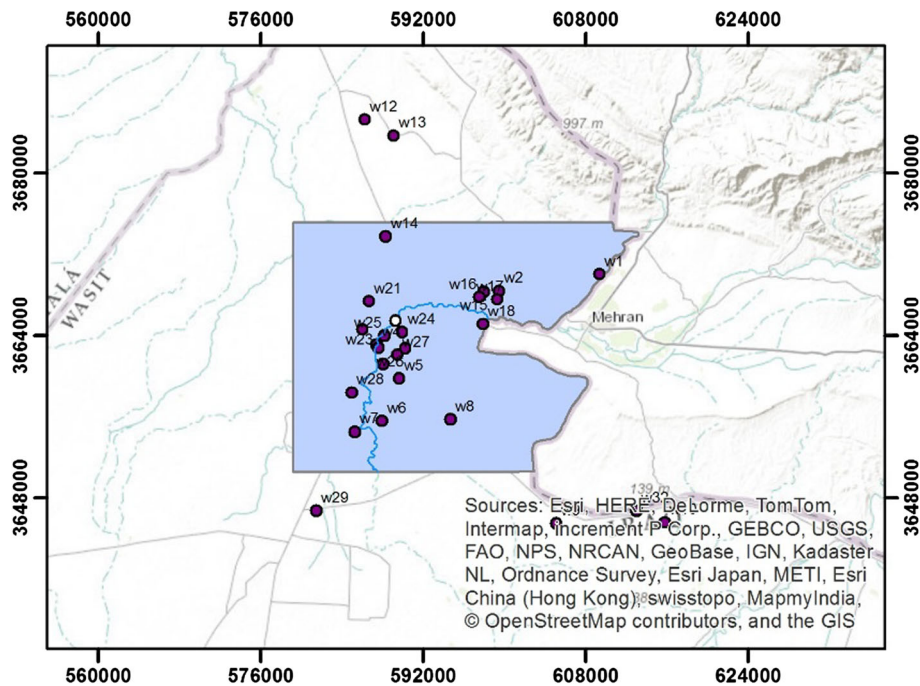 560000 576000 592000 608000 624000
w12
w13
997 m
3680000 3680000
w14
ALÁ
WASIT
w1
w2
w16
w17
w21
w15
w18
Mehran
w25
w24
3664000 3664000
w23
w27
w5
w28
w6
w8
w7
139 m
w29
w32
3648000 3648000
Sources: Esri, HERE, DeLorme, TomTom,
Intermap, increment P Corp., GEBCO, USGS,
FAO, NPS, NRCAN, GeoBase, IGN, Kadaster
NL, Ordnance Survey, Esri Japan, METI, Esri
China (Hong Kong), swisstopo, MapmyIndia,
© OpenStreetMap contributors, and the GIS
560000 576000 592000 608000 624000